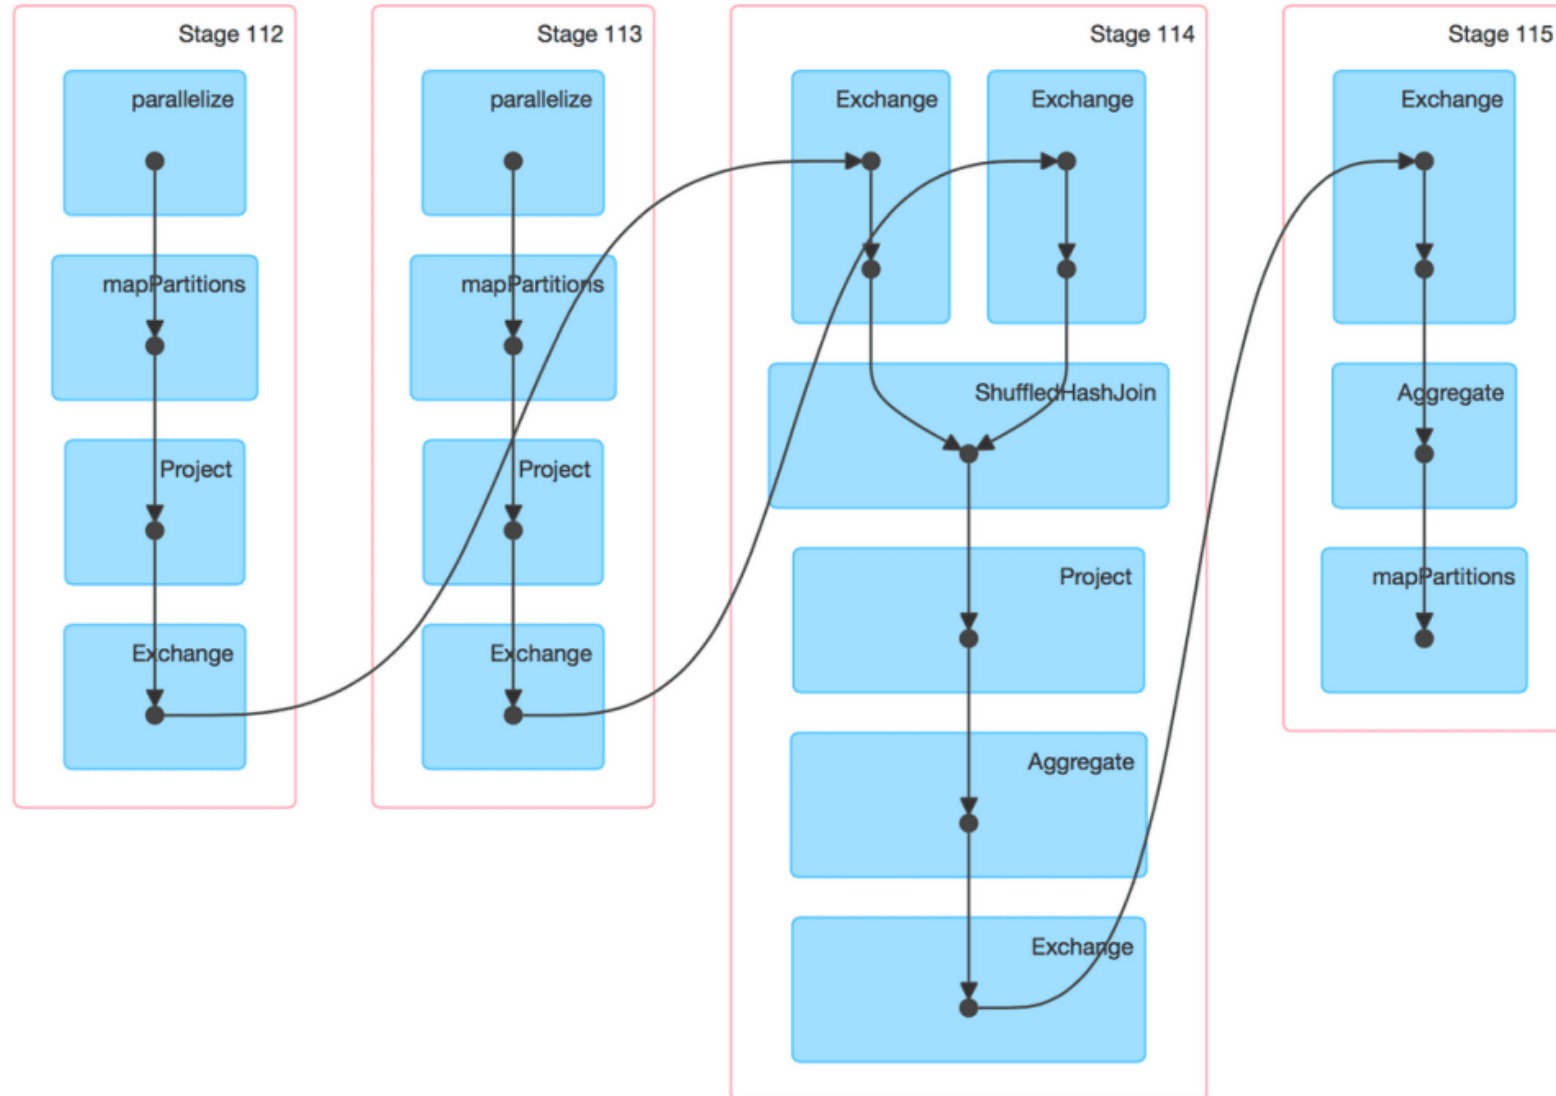 Stage 112
parallelize
mapPartitions
Project
Exchange
Stage 113
parallelize
mapPartitions
Project
Exchange
Stage 114
Exchange
Exchange
ShuffledHashJoin
Project
Aggregate
Exchange
Stage 115
Exchange
Aggregate
mapPartitions